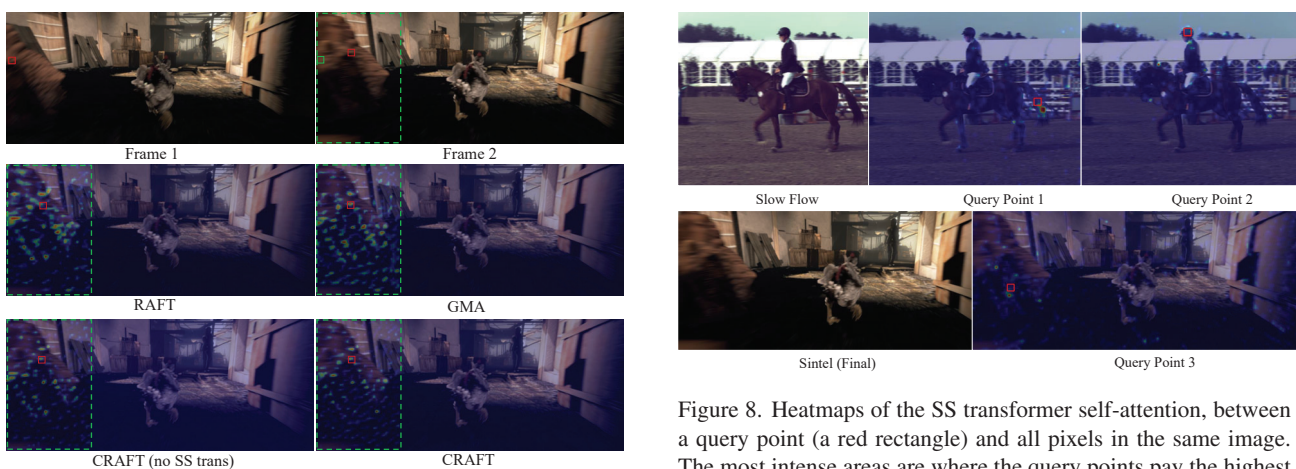 Frame 1
Frame 2
RAFT
GMA
CRAFT (no SS trans)
CRAFT
Slow Flow
Query Point 1
Query Point 2
Sintel (Final)
Query Point 3
Figure 8. Heatmaps of the SS transformer self-attention, between
a query point (a red rectangle) and all pixels in the same image.
The most intense areas are where the query points pay the highest